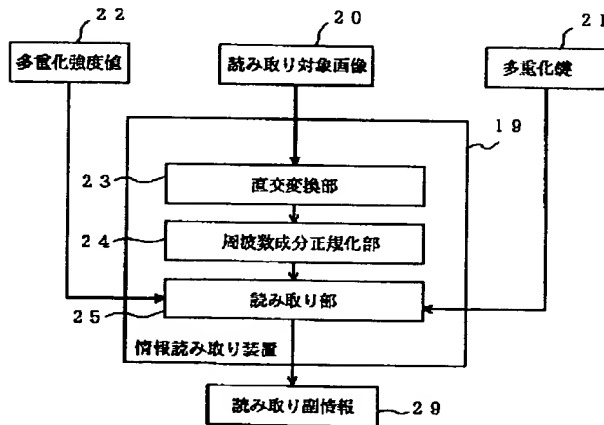 22
20
21
多重化強度値
読み取り対象画像
多重化鍵
19
23
直交変換部
24
周波数成分正規化部
25
読み取り部
情報読み取り装置
読み取り副情報
29